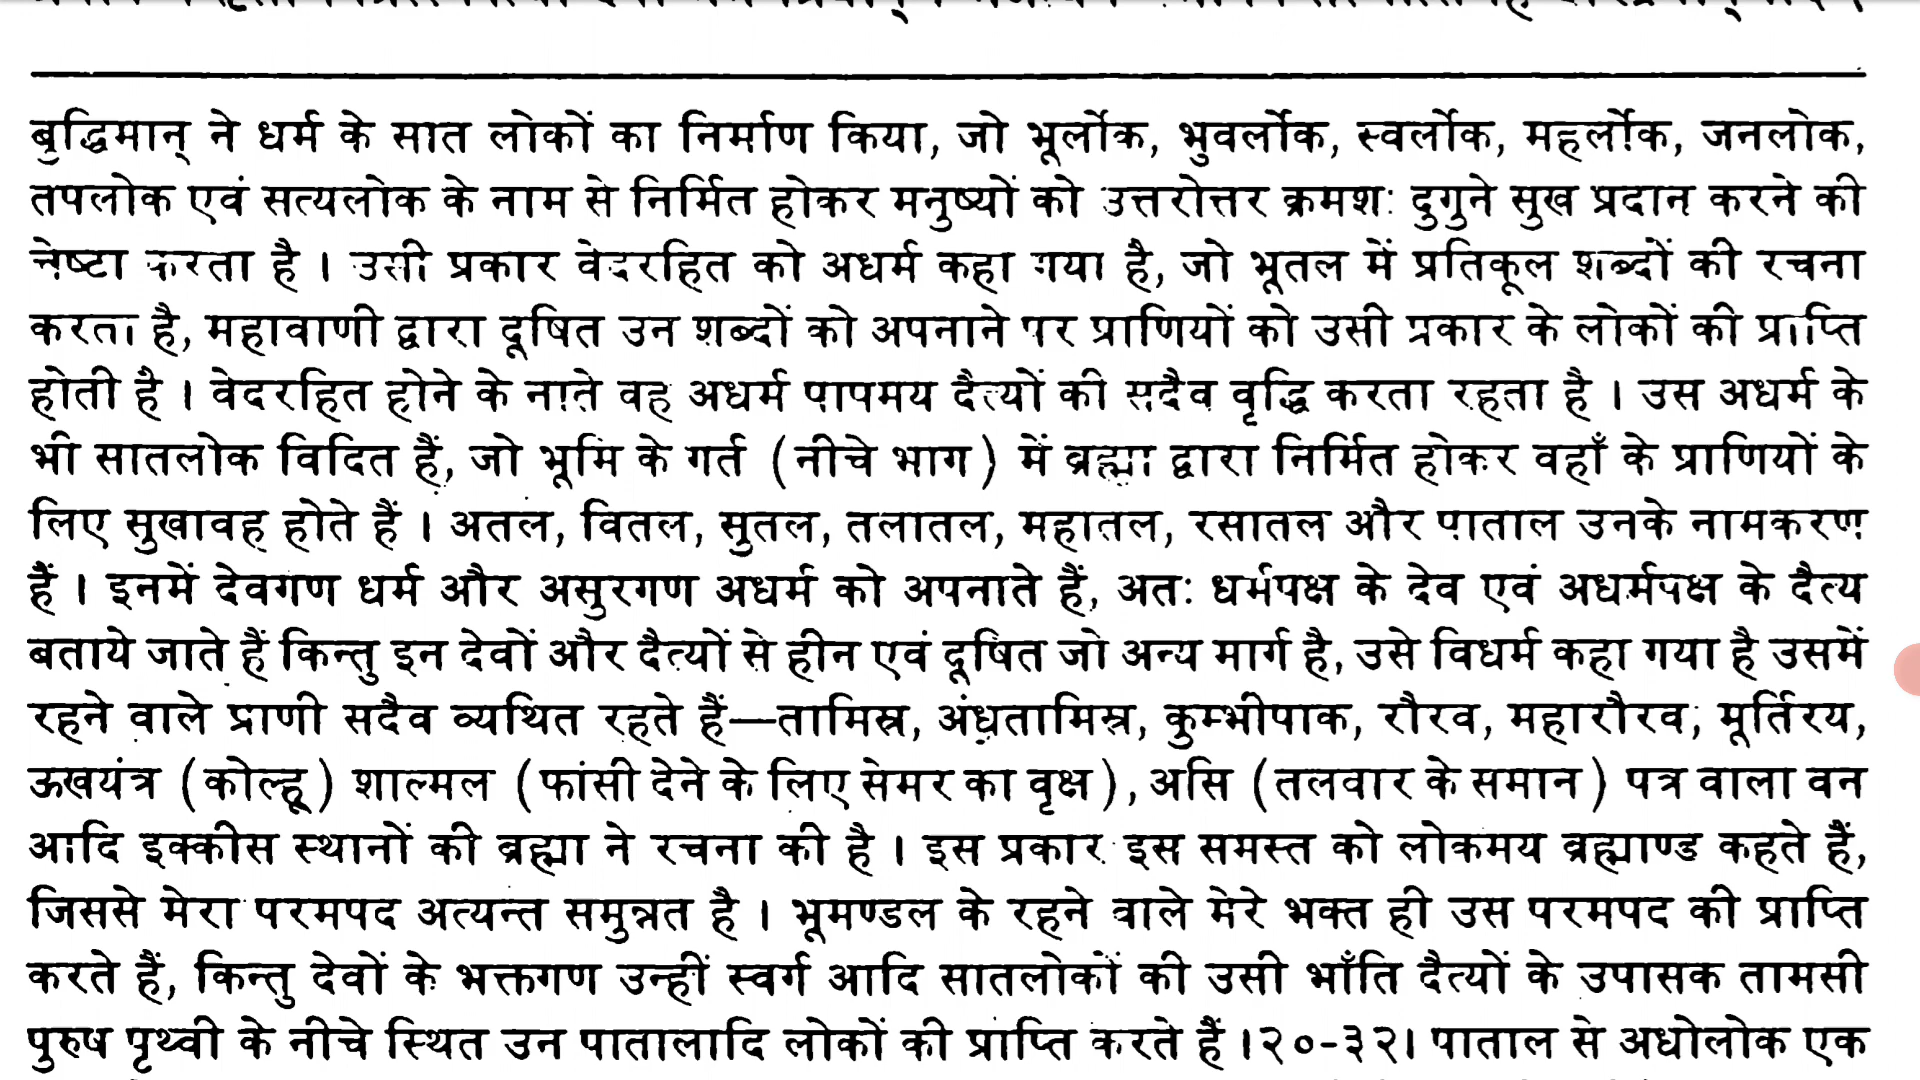 बुद्धिमान् ने धर्म के सात लोकों का निर्माण किया, जो भूर्लोक, भुवर्लोक, स्वर्लोक, महर्लोक, जनलोक,
तपलोक एवं सत्यलोक के नाम से निर्मित होकर मनुष्यों को उत्तरोत्तर क्रमशः दुगुने सुख प्रदान करने की
चेष्टा करता है । उसी प्रकार वेदरहित को अधर्म कहा गया है, जो भूतल में प्रतिकूल शब्दों की रचना
करता है, महावाणी द्वारा दूषित उन शब्दों को अपनाने पर प्राणियों को उसी प्रकार के लोकों की प्राप्ति
होती है । वेदरहित होने के नाते वह अधर्म पापमय दैत्यों की सदैव वृद्धि करता रहता है । उस अधर्म के
भी सातलोक विदित हैं, जो भूमि के गर्त (नीचे भाग) में ब्रह्मा द्वारा निर्मित होकर वहाँ के प्राणियों के
लिए सुखावह होते हैं । अतल, वितल, सुतल, तलातल, महातल, रसातल और पाताल उनके नामकरण
हैं । इनमें देवगण धर्म और असुरगण अधर्म को अपनाते हैं, अतः धर्मपक्ष के देव एवं अधर्मपक्ष के दैत्य
बताये जाते हैं किन्तु इन देवों और दैत्यों से हीन एवं दूषित जो अन्य मार्ग है, उसे विधर्म कहा गया है उसमें
रहने वाले प्राणी सदैव व्यथित रहते हैं—तामिस्र, अंधतामिस्र, कुम्भीपाक, रौरव, महारौरव, मूर्तिरय,
ऊखयंत्र (कोल्हू) शाल्मल (फांसी देने के लिए सेमर का वृक्ष), असि (तलवार के समान) पत्र वाला वन
आदि इक्कीस स्थानों की ब्रह्मा ने रचना की है । इस प्रकार इस समस्त को लोकमय ब्रह्माण्ड कहते हैं,
जिससे मेरा परमपद अत्यन्त समुन्नत है । भूमण्डल के रहने वाले मेरे भक्त ही उस परमपद की प्राप्ति
करते हैं, किन्तु देवों के भक्तगण उन्हीं स्वर्ग आदि सातलोकों की उसी भाँति दैत्यों के उपासक तामसी
पुरुष पृथ्वी के नीचे स्थित उन पातालादि लोकों की प्राप्ति करते हैं ।२०-३२। पाताल से अधोलोक एक